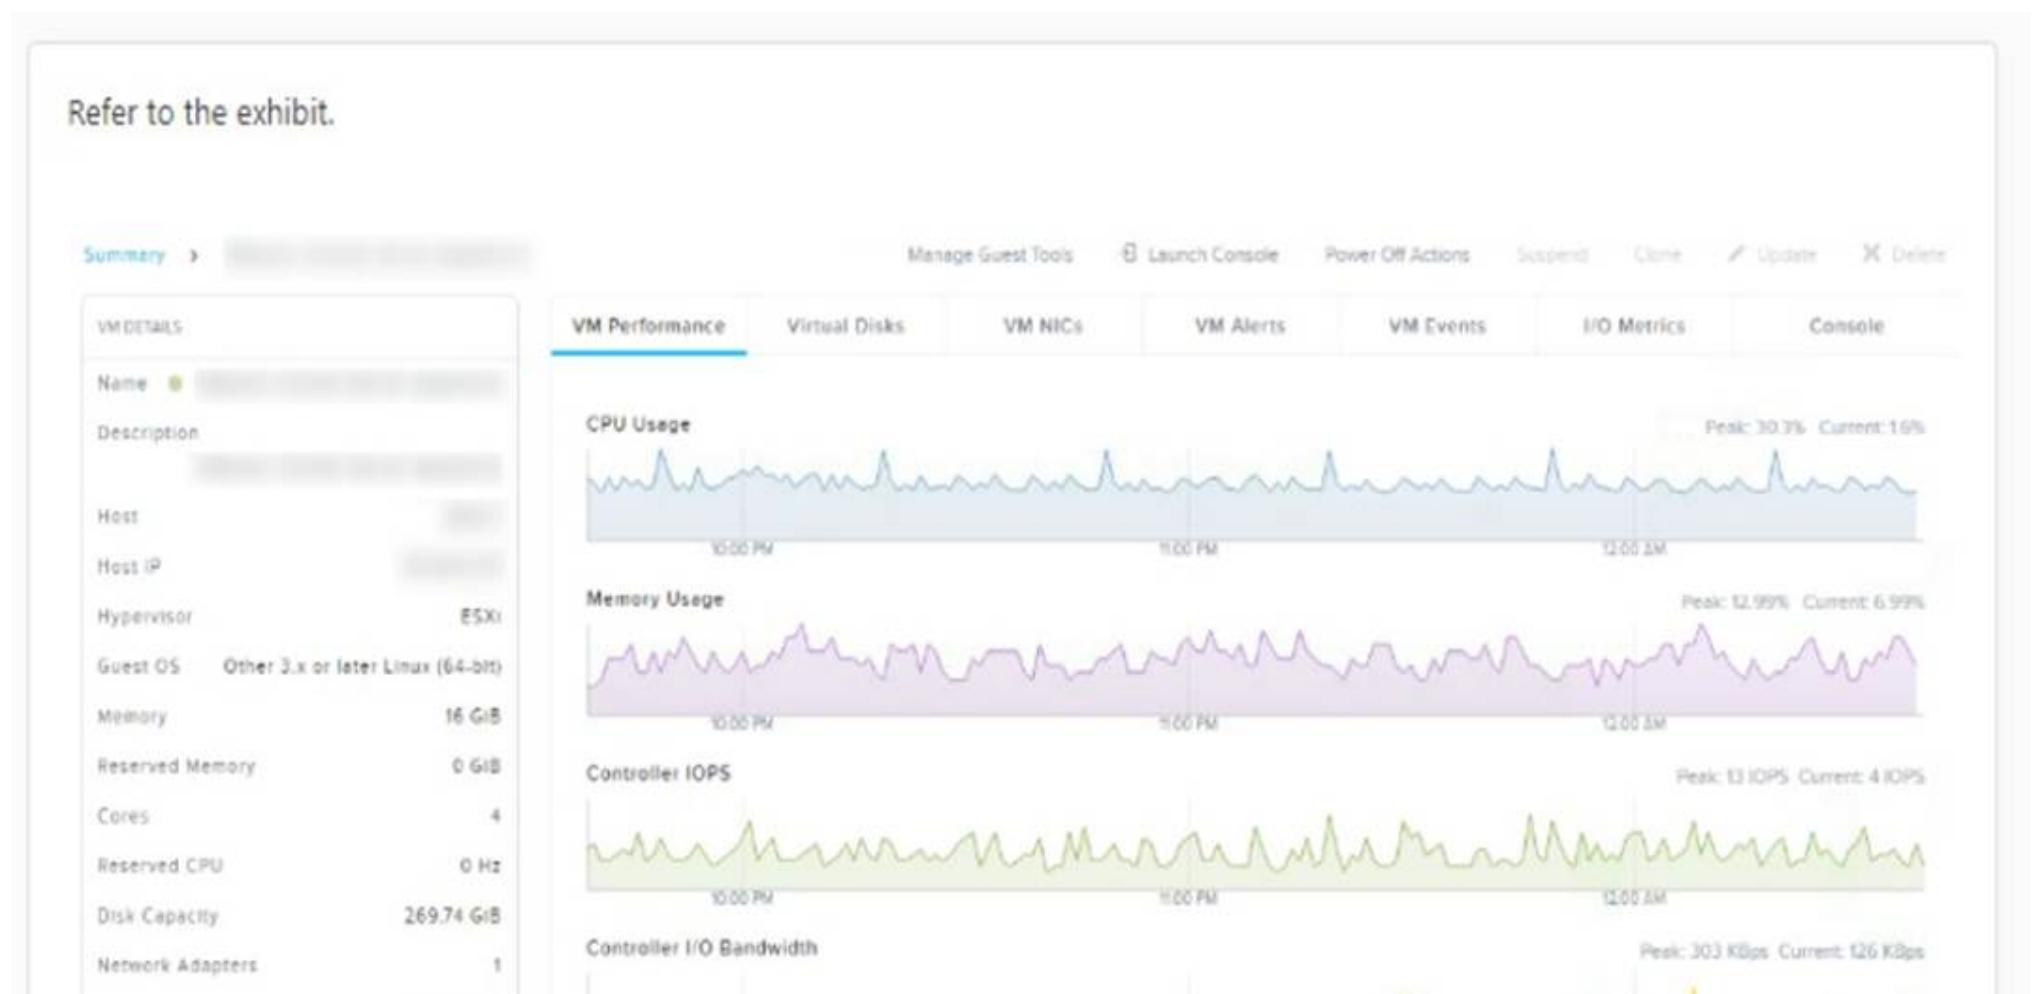 Refer to the exhibit.
Summary >
Manage Guest Tools Launch Console Power Off Actions Suspend Clone Update Delete
VM DETAILS
Name
Description
Host
Host IP
Hypervisor ESXi
Guest OS Other 3.x or later Linux (64-bit)
Memory 16 GiB
Reserved Memory 0 GiB
Cores 4
Reserved CPU 0 Hz
Disk Capacity 269.74 GiB
Network Adapters 1
VM Performance Virtual Disks VM NICs VM Alerts VM Events I/O Metrics Console
CPU Usage Peak: 30.3% Current: 16%
10:00 PM 11:00 PM 12:00 AM
Memory Usage Peak: 12.99% Current: 6.99%
10:00 PM 11:00 PM 12:00 AM
Controller IOPS Peak: 13 IOPS Current: 4 IOPS
10:00 PM 11:00 PM 12:00 AM
Controller I/O Bandwidth Peak: 303 KBps Current: 126 KBps